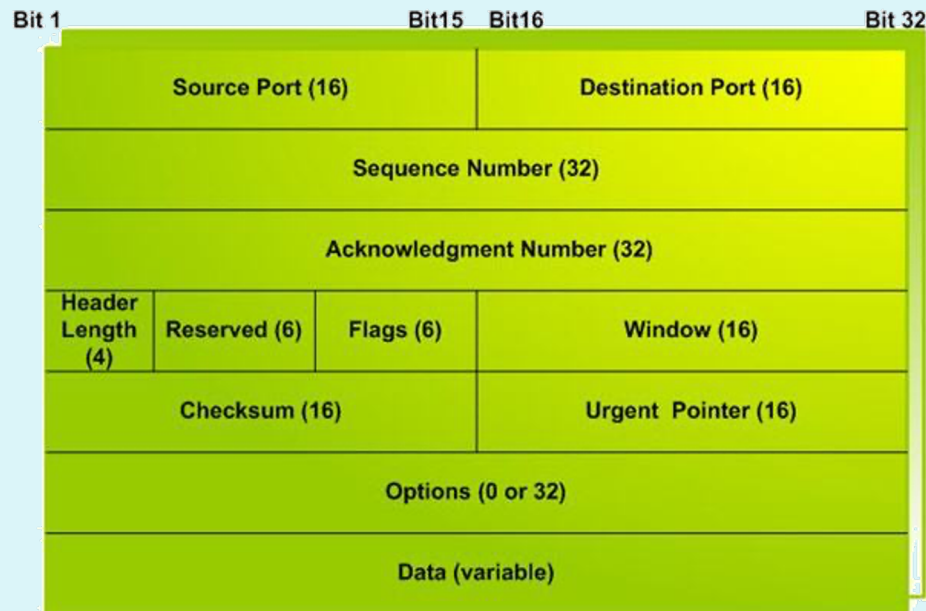 Bit 1 Bit15 Bit16 Bit 32
Source Port (16) Destination Port (16)
Sequence Number (32)
Acknowledgment Number (32)
Header
Length
(4)
Reserved (6) Flags (6) Window (16)
Checksum (16) Urgent Pointer (16)
Options (0 or 32)
Data (variable)